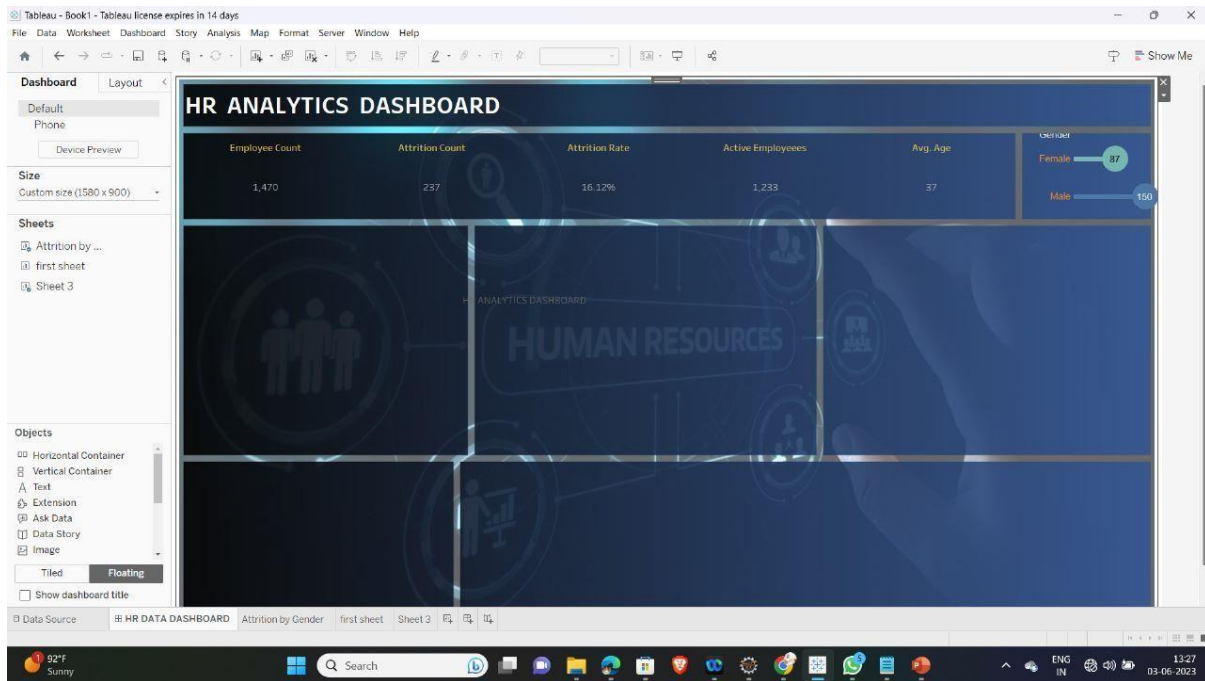 Tableau - Book1 - Tableau license expires in 14 days
File Data Worksheet Dashboard Story Analysis Map Format Server Window Help
Show Me
Dashboard Layout
Default
Phone
Device Preview
Size
Custom size (1580 x 900)
Sheets
Attrition by ...
first sheet
Sheet 3
Objects
Horizontal Container
Vertical Container
Text
Extension
Ask Data
Data Story
Image
Tiled Floating
Show dashboard title
HR ANALYTICS DASHBOARD
Employee Count Attrition Count Attrition Rate Active Employeees Avg. Age
1,470 237 16.12% 1,233 37
Gender
Female 87
Male 150
HR ANALYTICS DASHBOARD
HUMAN RESOURCES
Data Source HR DATA DASHBOARD Attrition by Gender first sheet Sheet 3
1
92°F
Sunny
Search
ENG
IN
13:27
03-06-2023